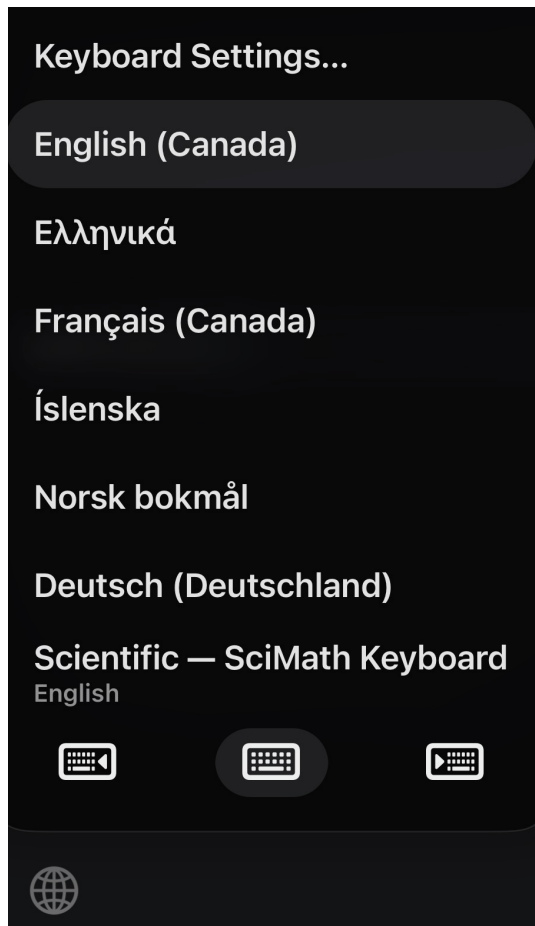 Keyboard Settings...
English (Canada)
Ελληνικά
Français (Canada)
Íslenska
Norsk bokmål
Deutsch (Deutschland)
Scientific — SciMath Keyboard
English